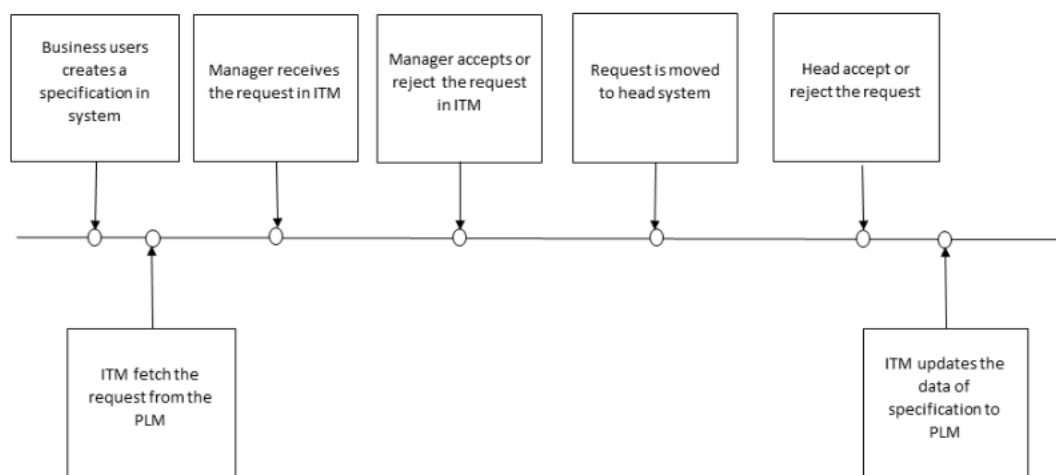 Business users
creates a
specification in
system
Manager receives
the request in ITM
Manager accepts or
reject the request
in ITM
Request is moved
to head system
Head accept or
reject the request
ITM fetch the
request from the
PLM
ITM updates the
data of
specification to
PLM